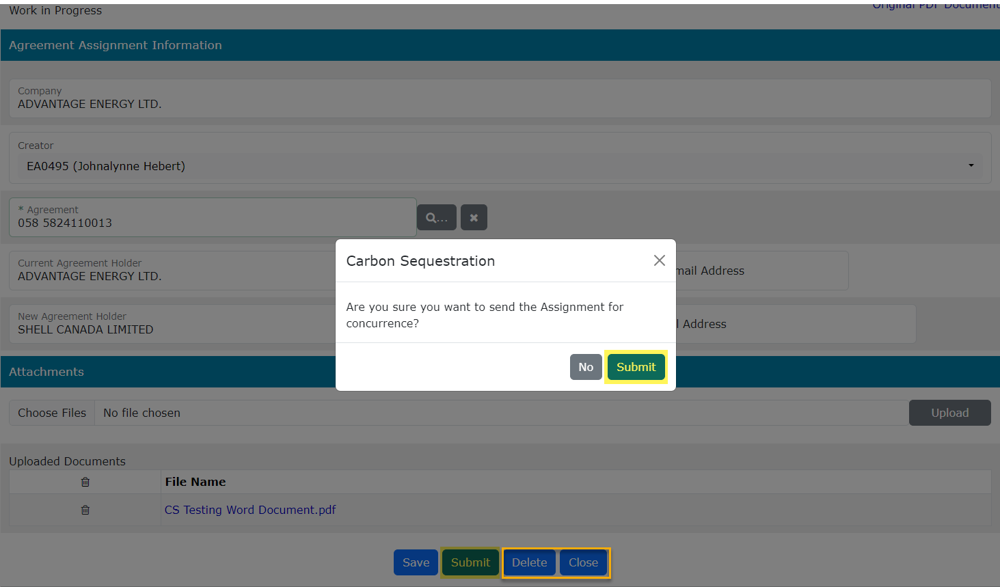 Work in Progress
Original PDF Document
Agreement Assignment Information
Company
ADVANTAGE ENERGY LTD.
Creator
EA0495 (Johnalynne Hebert)
* Agreement
058 5824110013
...
Current Agreement Holder
ADVANTAGE ENERGY LTD.
mail Address
New Agreement Holder
SHELL CANADA LIMITED
l Address
Carbon Sequestration
Are you sure you want to send the Assignment for
concurrence?
No Submit
Attachments
Choose Files No file chosen
Upload
Uploaded Documents
File Name
CS Testing Word Document.pdf
Save Submit Delete Close